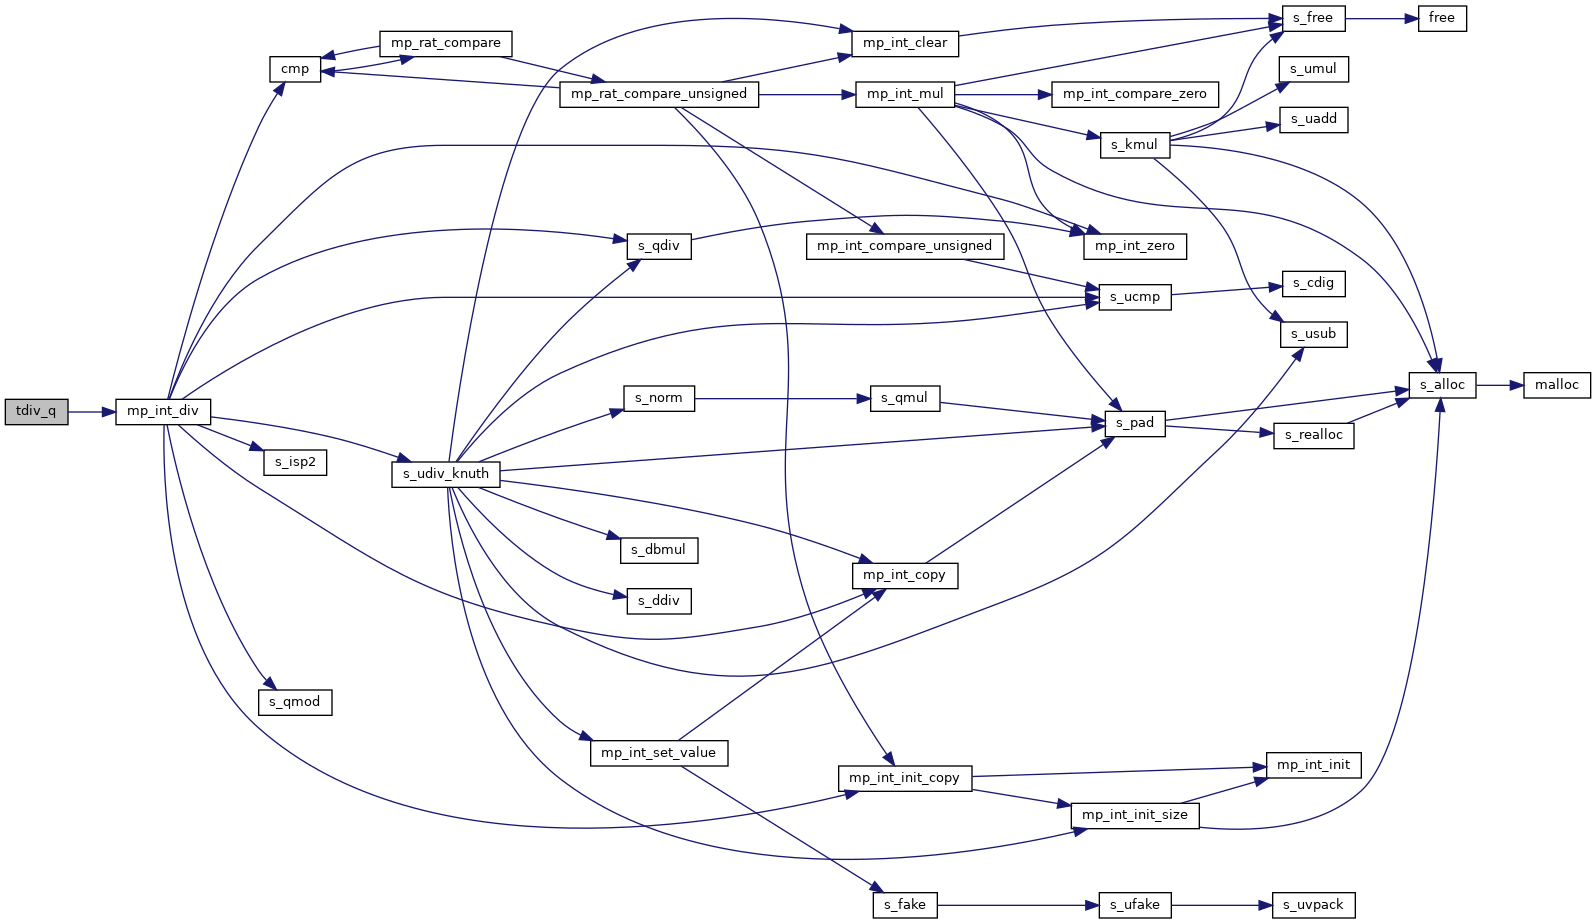 tdiv_q
mp_int_div
cmp
mp_rat_compare
mp_rat_compare_unsigned
mp_int_clear
s_free
free
mp_int_mul
mp_int_compare_zero
s_umul
s_uadd
s_kmul
s_qdiv
mp_int_compare_unsigned
mp_int_zero
s_ucmp
s_cdig
s_usub
s_alloc
malloc
s_norm
s_qmul
s_pad
s_realloc
s_isp2
s_udiv_knuth
s_dbmul
s_ddiv
mp_int_copy
s_qmod
mp_int_set_value
mp_int_init_copy
mp_int_init
mp_int_init_size
s_fake
s_ufake
s_uvpack